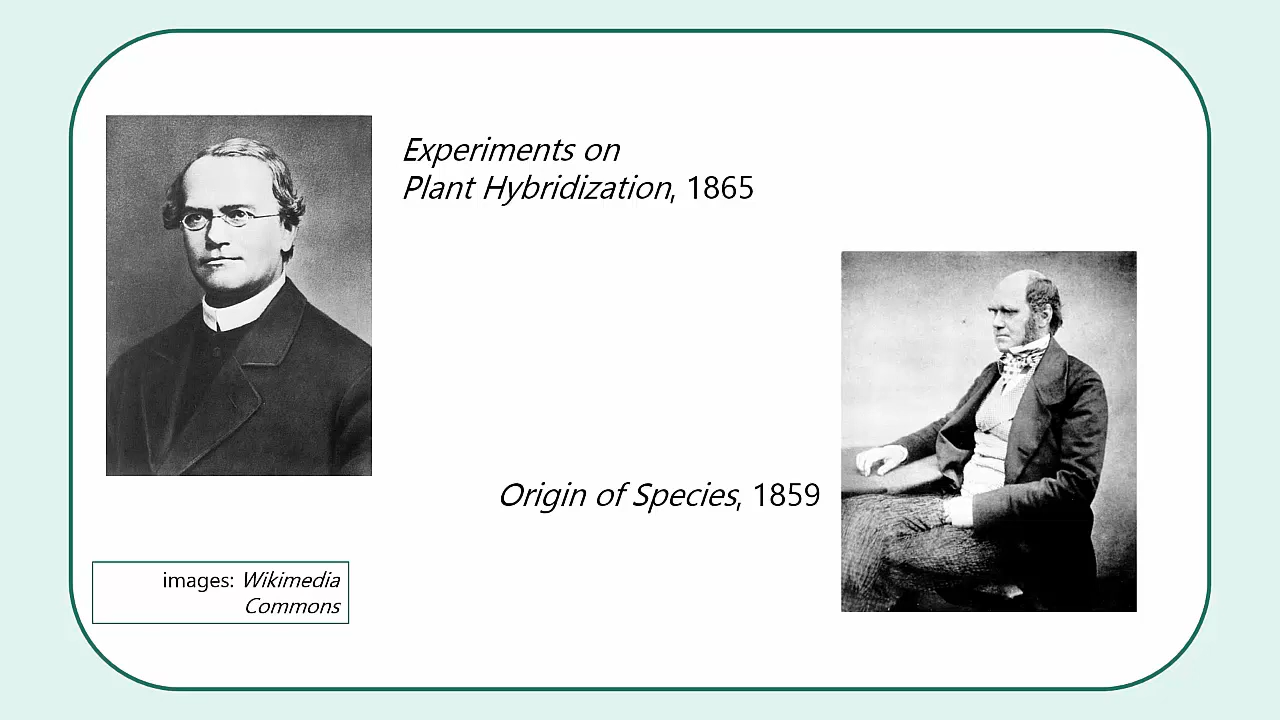 Experiments on
Plant Hybridization, 1865
Origin of Species, 1859
images: Wikimedia
Commons